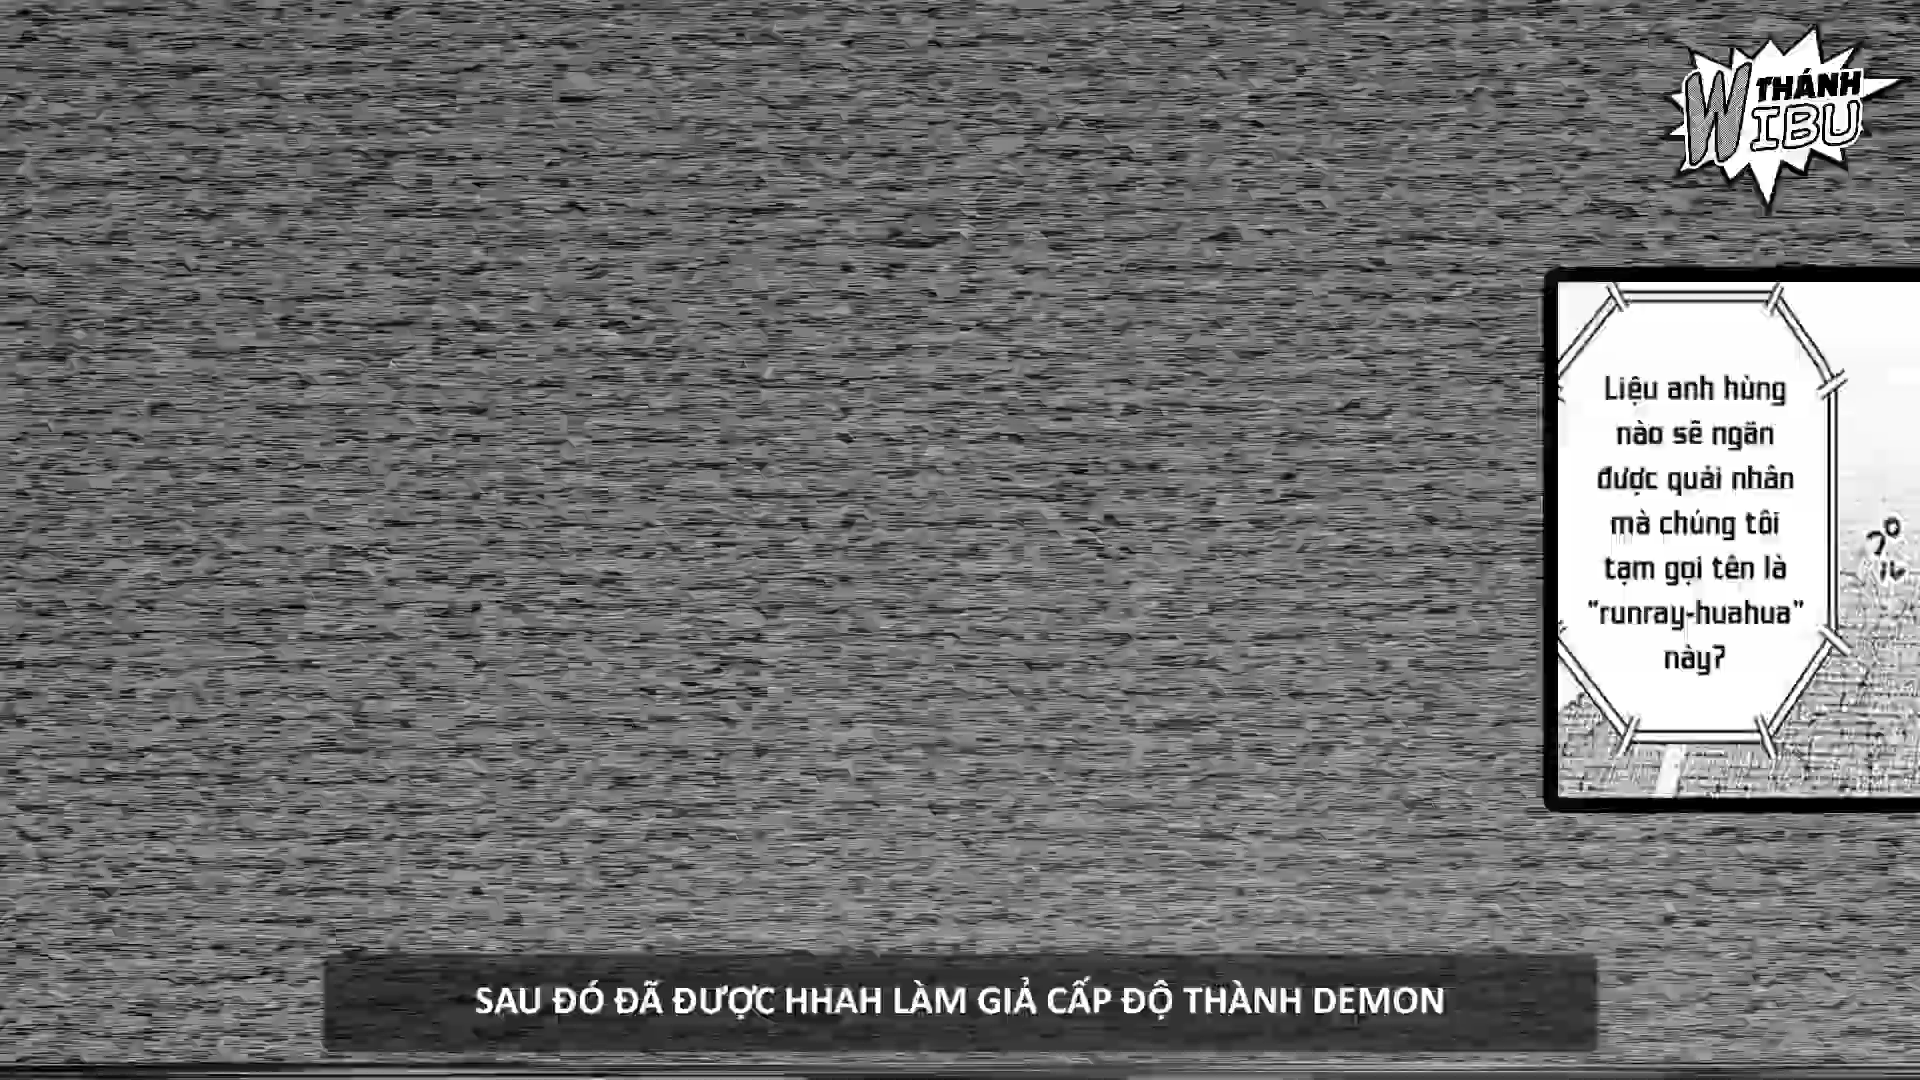 THÁNH
WIBU
Liệu anh hùng
nào sẽ ngăn
được quái nhân
mà chúng tôi
tạm gọi tên là
"runray-huahua"
này?
SAU ĐÓ ĐÃ ĐƯỢC HHAH LÀM GIẢ CẤP ĐỘ THÀNH DEMON